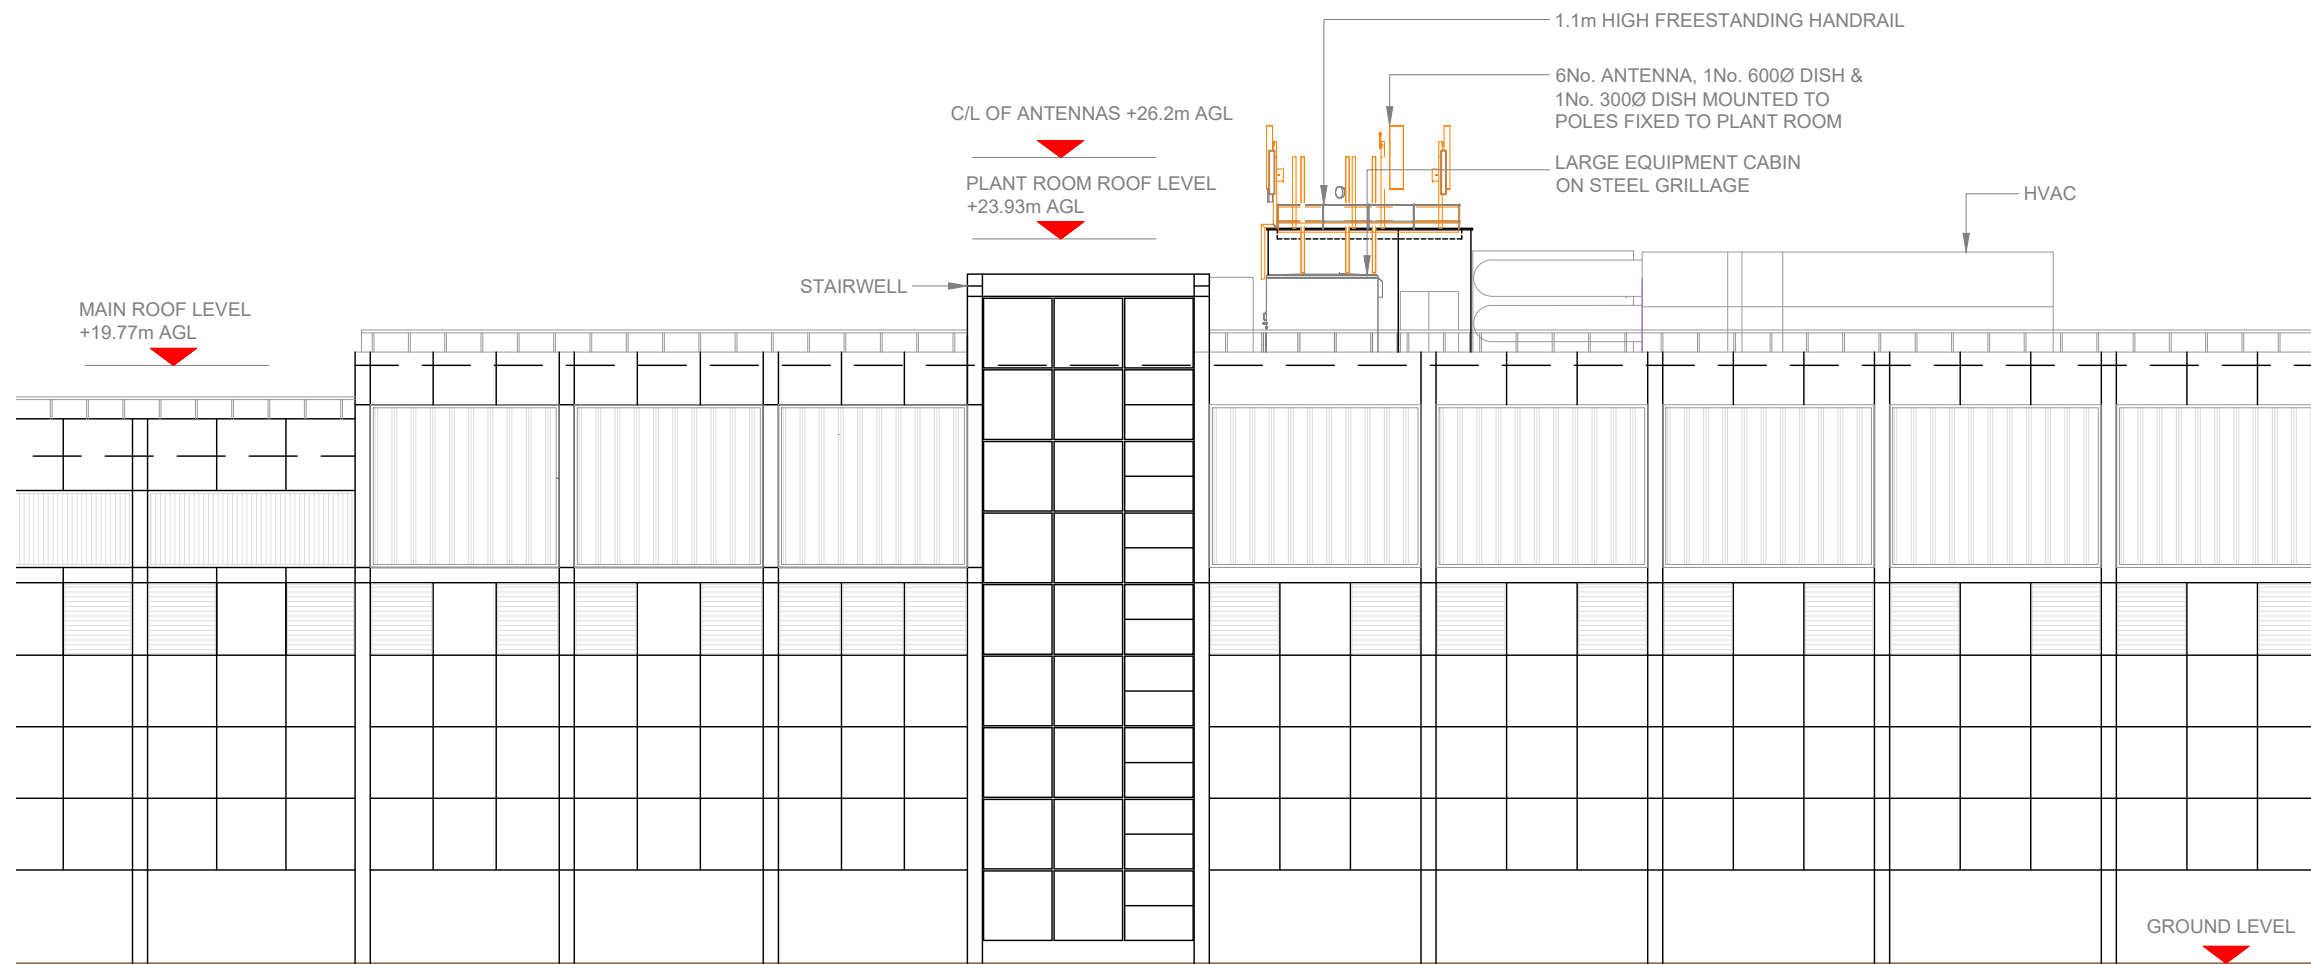 1.1m HIGH FREESTANDING HANDRAIL
6No. ANTENNA, 1No. 600Ø DISH &
1No. 300Ø DISH MOUNTED TO
POLES FIXED TO PLANT ROOM
C/L OF ANTENNAS +26.2m AGL
LARGE EQUIPMENT CABIN
ON STEEL GRILLAGE
PLANT ROOM ROOF LEVEL
+23.93m AGL
HVAC
STAIRWELL
MAIN ROOF LEVEL
+19.77m AGL
GROUND LEVEL